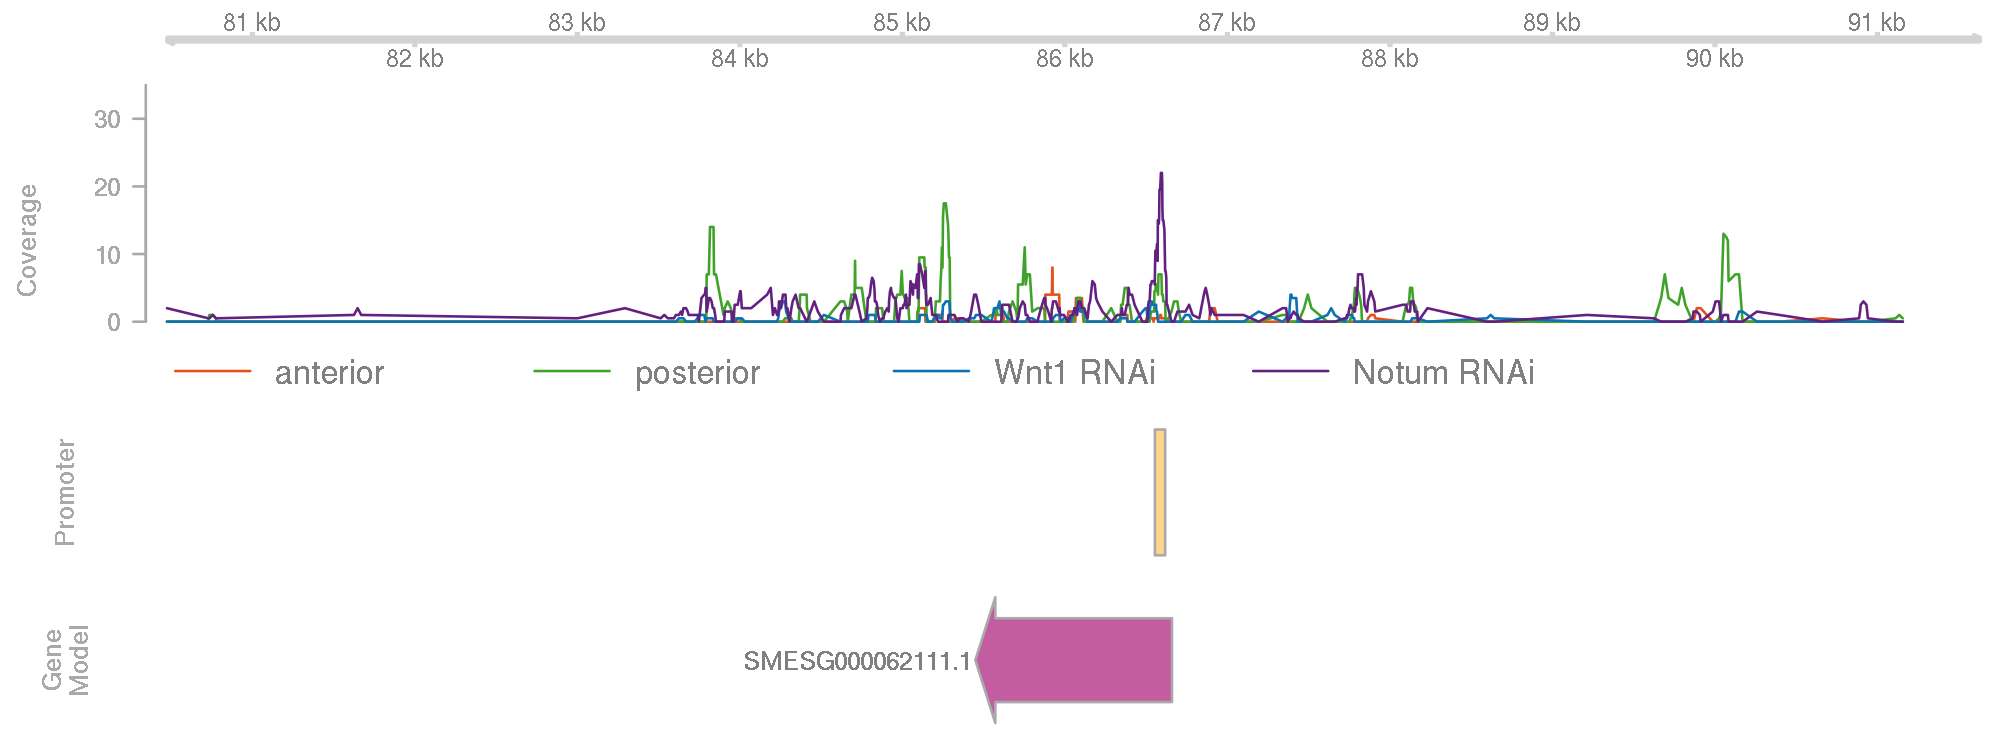 81 kb 83 kb 85 kb 87 kb 89 kb 91 kb
82 kb 84 kb 86 kb 88 kb 90 kb
Coverage
30
20
10
0
anterior posterior Wnt1 RNAi Notum RNAi
Promoter
Gene
Model
SMESG000062111.1